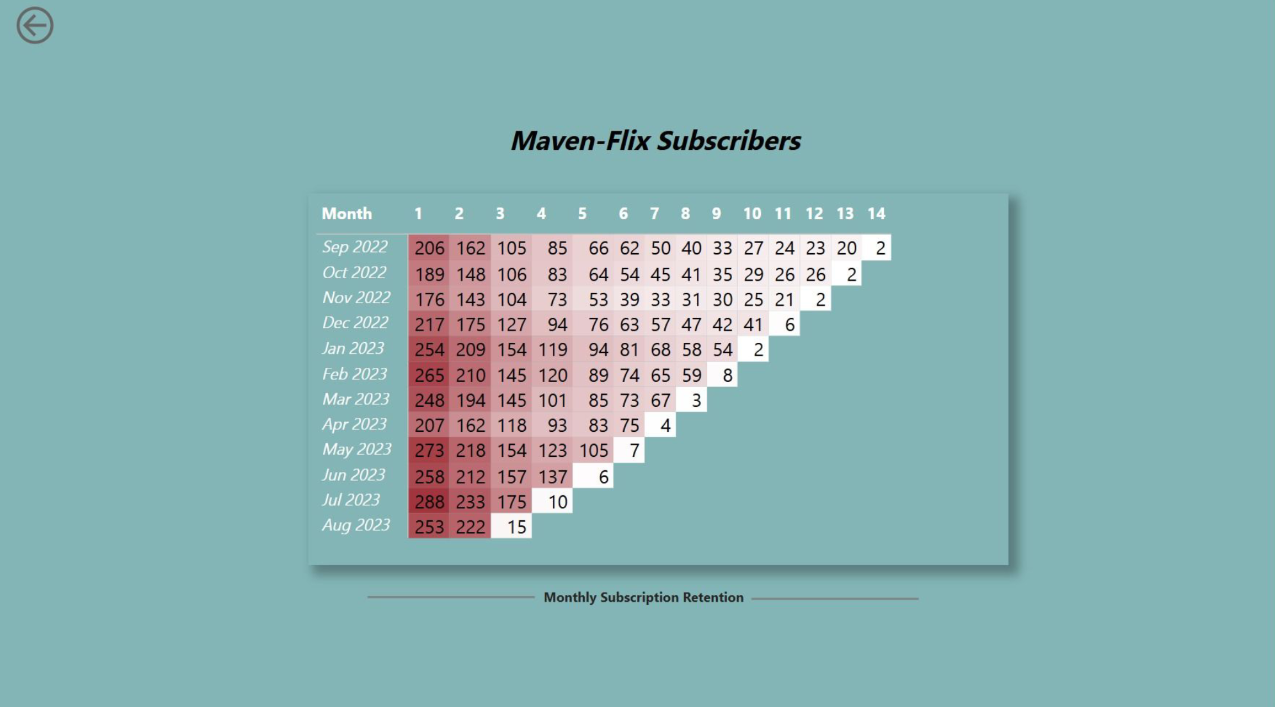 Maven-Flix Subscribers
Month 1 2 3 4 5 6 7 8 9 10 11 12 13 14
Sep 2022 206 162 105 85 66 62 50 40 33 27 24 23 20 2
Oct 2022 189 148 106 83 64 54 45 41 35 29 26 26 2
Nov 2022 176 143 104 73 53 39 33 31 30 25 21 2
Dec 2022 217 175 127 94 76 63 57 47 42 41 6
Jan 2023 254 209 154 119 94 81 68 58 54 2
Feb 2023 265 210 145 120 89 74 65 59 8
Mar 2023 248 194 145 101 85 73 67 3
Apr 2023 207 162 118 93 83 75 4
May 2023 273 218 154 123 105 7
Jun 2023 258 212 157 137 6
Jul 2023 288 233 175 10
Aug 2023 253 222 15
Monthly Subscription Retention